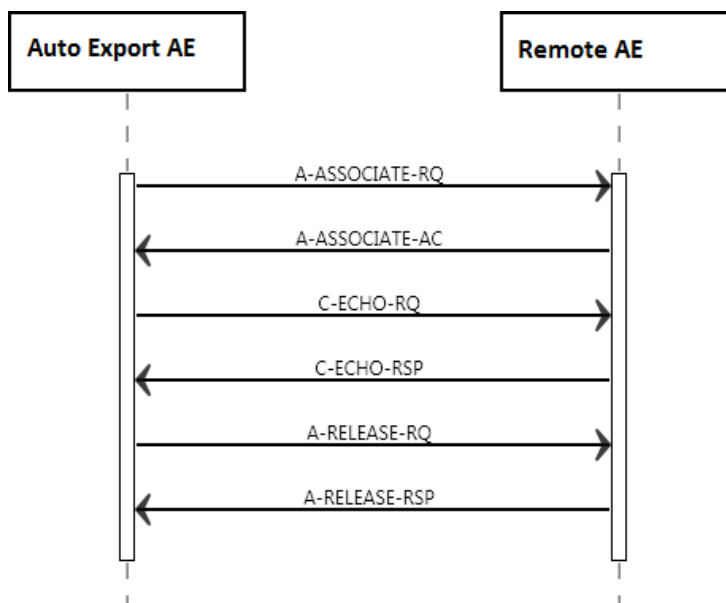 Auto Export AE
Remote AE
A-ASSOCIATE-RQ
A-ASSOCIATE-AC
C-ECHO-RQ
C-ECHO-RSP
A-RELEASE-RQ
A-RELEASE-RSP